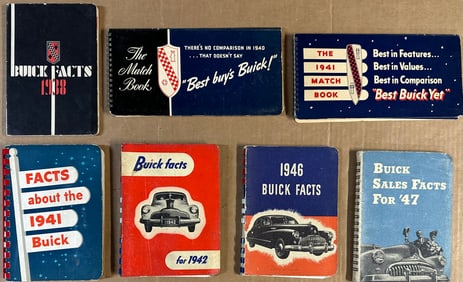 BUICK FACTS
1938
The
Match
Book
THERE'S NO COMPARISON IN 1940
... THAT DOESN'T SAY
"Best buy's Buick!"
THE
1941
MATCH
BOOK
Best in Features...
Best in Values...
Best in Comparison
"Best Buick Yet"
FACTS
about the
1941
Buick
Buick facts
for 1942
1946
BUICK FACTS
BUICK
SALES FACTS
FOR '47